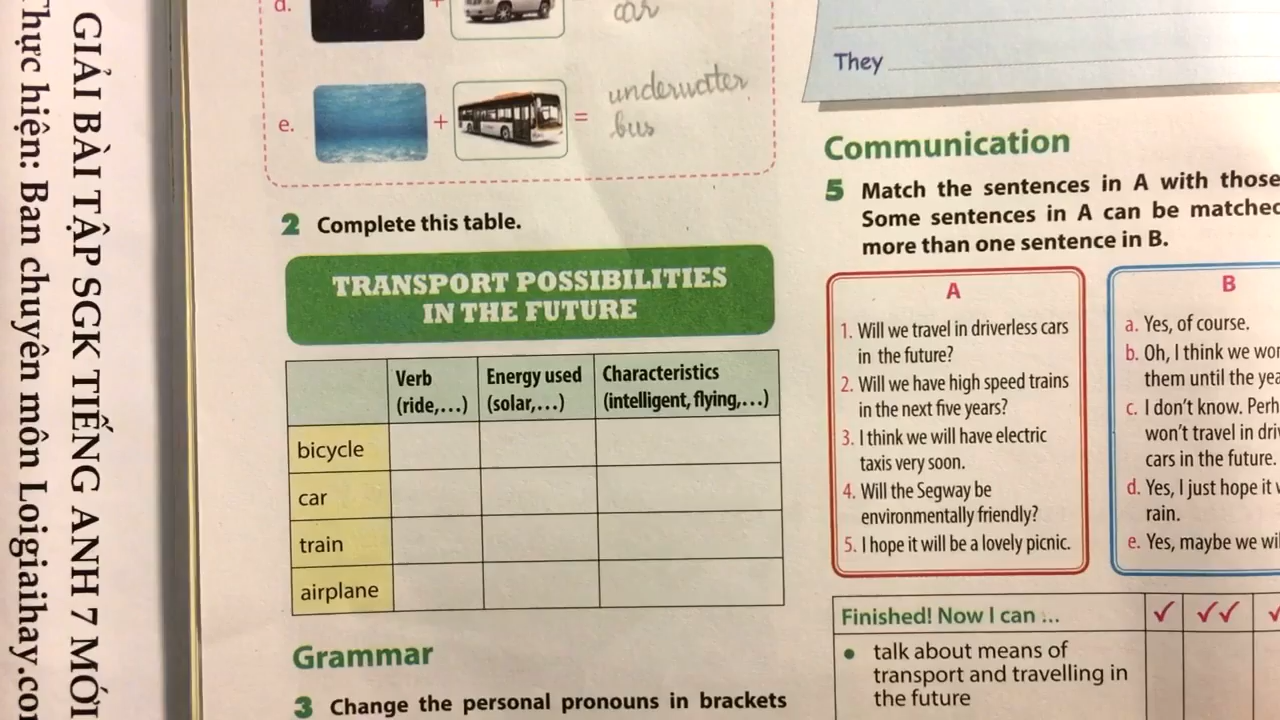 GIẢI BÀI TẬP SGK TIẾNG ANH 7 MỚI
Thực hiện: Ban chuyên môn Loigiaihay.com
d. + car
e. + = underwater
bus
2 Complete this table.
TRANSPORT POSSIBILITIES
IN THE FUTURE
Verb Energy used Characteristics
(ride,...) (solar,...) (intelligent, flying,...)
bicycle
car
train
airplane
Grammar
3 Change the personal pronouns in brackets
They
Communication
5 Match the sentences in A with those
Some sentences in A can be matched
more than one sentence in B.
A
1. Will we travel in driverless cars
in the future?
2. Will we have high speed trains
in the next five years?
3. I think we will have electric
taxis very soon.
4. Will the Segway be
environmentally friendly?
5. I hope it will be a lovely picnic.
B
a. Yes, of course.
b. Oh, I think we
them until the
c. I don't know.
won't travel in
cars in the future.
d. Yes, I just hope it
rain.
e. Yes, maybe we
Finished! Now I can ... ✓ ✓✓ ✓
• talk about means of
transport and travelling in
the future